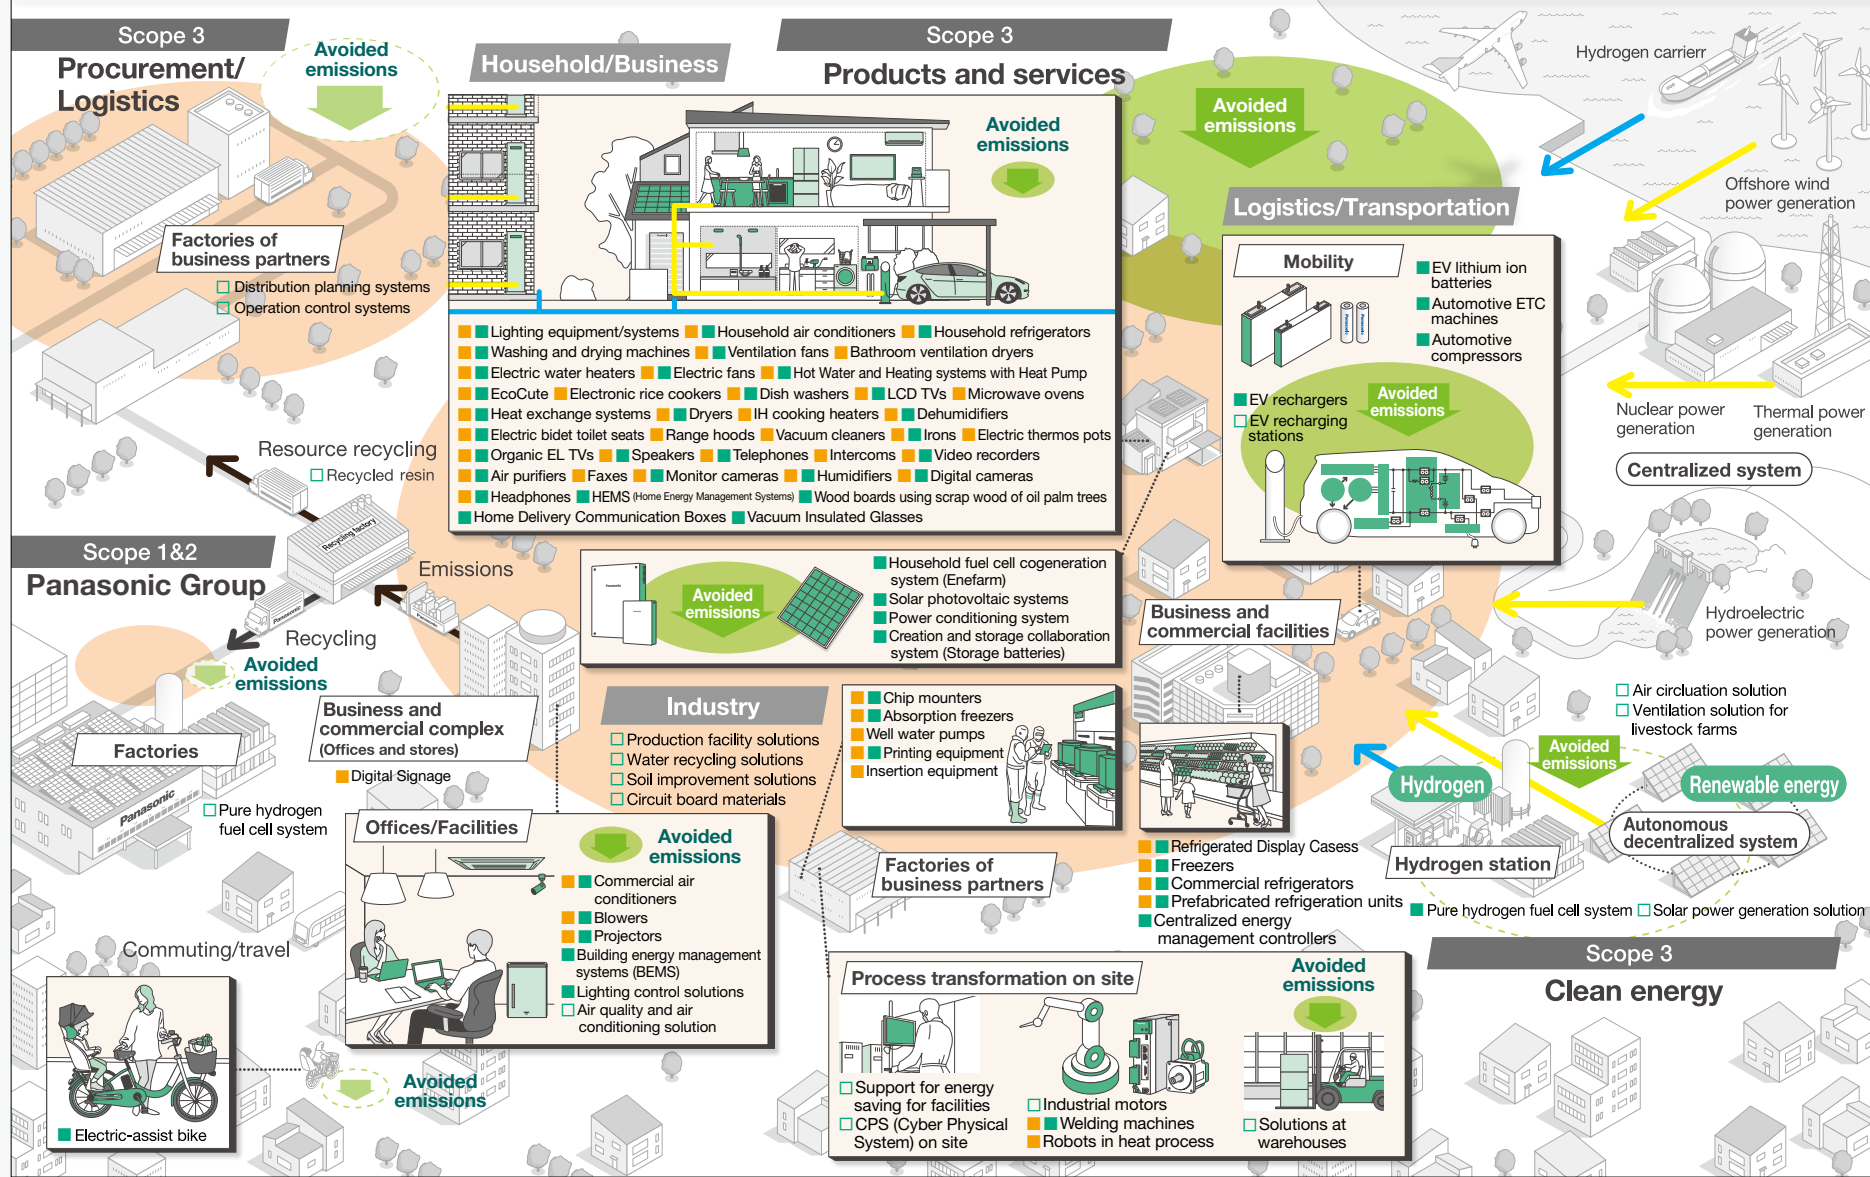 Scope 3
Procurement/
Logistics
Avoided
emissions
Factories of
business partners
Distribution planning systems
Operation control systems
Resource recycling
Recycled resin
Recycling factory
Emissions
Scope 1&2
Panasonic Group
Panasonic
Recycling
Avoided
emissions
Factories
Panasonic
Pure hydrogen
fuel cell system
Household/Business
Scope 3
Products and services
Avoided
emissions
Avoided
emissions
Lighting equipment/systems Household air conditioners Household refrigerators
Washing and drying machines Ventilation fans Bathroom ventilation dryers
Electric water heaters Electric fans Hot Water and Heating systems with Heat Pump
EcoCute Electronic rice cookers Dish washers LCD TVs Microwave ovens
Heat exchange systems Dryers IH cooking heaters Dehumidifiers
Electric bidet toilet seats Range hoods Vacuum cleaners Irons Electric thermos pots
Organic EL TVs Speakers Telephones Intercoms Video recorders
Air purifiers Faxes Monitor cameras Humidifiers Digital cameras
Headphones HEMS (Home Energy Management Systems) Wood boards using scrap wood of oil palm trees
Home Delivery Communication Boxes Vacuum Insulated Glasses
Panasonic
Avoided
emissions
Household fuel cell cogeneration
system (Enefarm)
Solar photovoltaic systems
Power conditioning system
Creation and storage collaboration
system (Storage batteries)
Logistics/Transportation
Mobility
Panasonic
Panasonic
EV lithium ion
batteries
Automotive ETC
machines
Automotive
compressors
EV rechargers
EV recharging
stations
Avoided
emissions
Hydrogen carrierr
Offshore wind
power generation
Nuclear power
generation
Thermal power
generation
Centralized system
Hydroelectric
power generation
Business and
commercial facilities
Business and
commercial complex
(Offices and stores)
Digital Signage
Industry
Production facility solutions
Water recycling solutions
Soil improvement solutions
Circuit board materials
Chip mounters
Absorption freezers
Well water pumps
Printing equipment
Insertion equipment
Factories of
business partners
Refrigerated Display Casess
Freezers
Commercial refrigerators
Prefabricated refrigeration units
Centralized energy
management controllers
Air circluation solution
Ventilation solution for
livestock farms
Avoided
emissions
Hydrogen
Renewable energy
Autonomous
decentralized system
Hydrogen station
Pure hydrogen fuel cell system Solar power generation solution
Scope 3
Clean energy
Offices/Facilities
Avoided
emissions
Commercial air
conditioners
Blowers
Projectors
Building energy management
systems (BEMS)
Lighting control solutions
Air quality and air
conditioning solution
Commuting/travel
Electric-assist bike
Avoided
emissions
Process transformation on site
Avoided
emissions
Support for energy
saving for facilities
CPS (Cyber Physical
System) on site
Industrial motors
Welding machines
Robots in heat process
Solutions at
warehouses